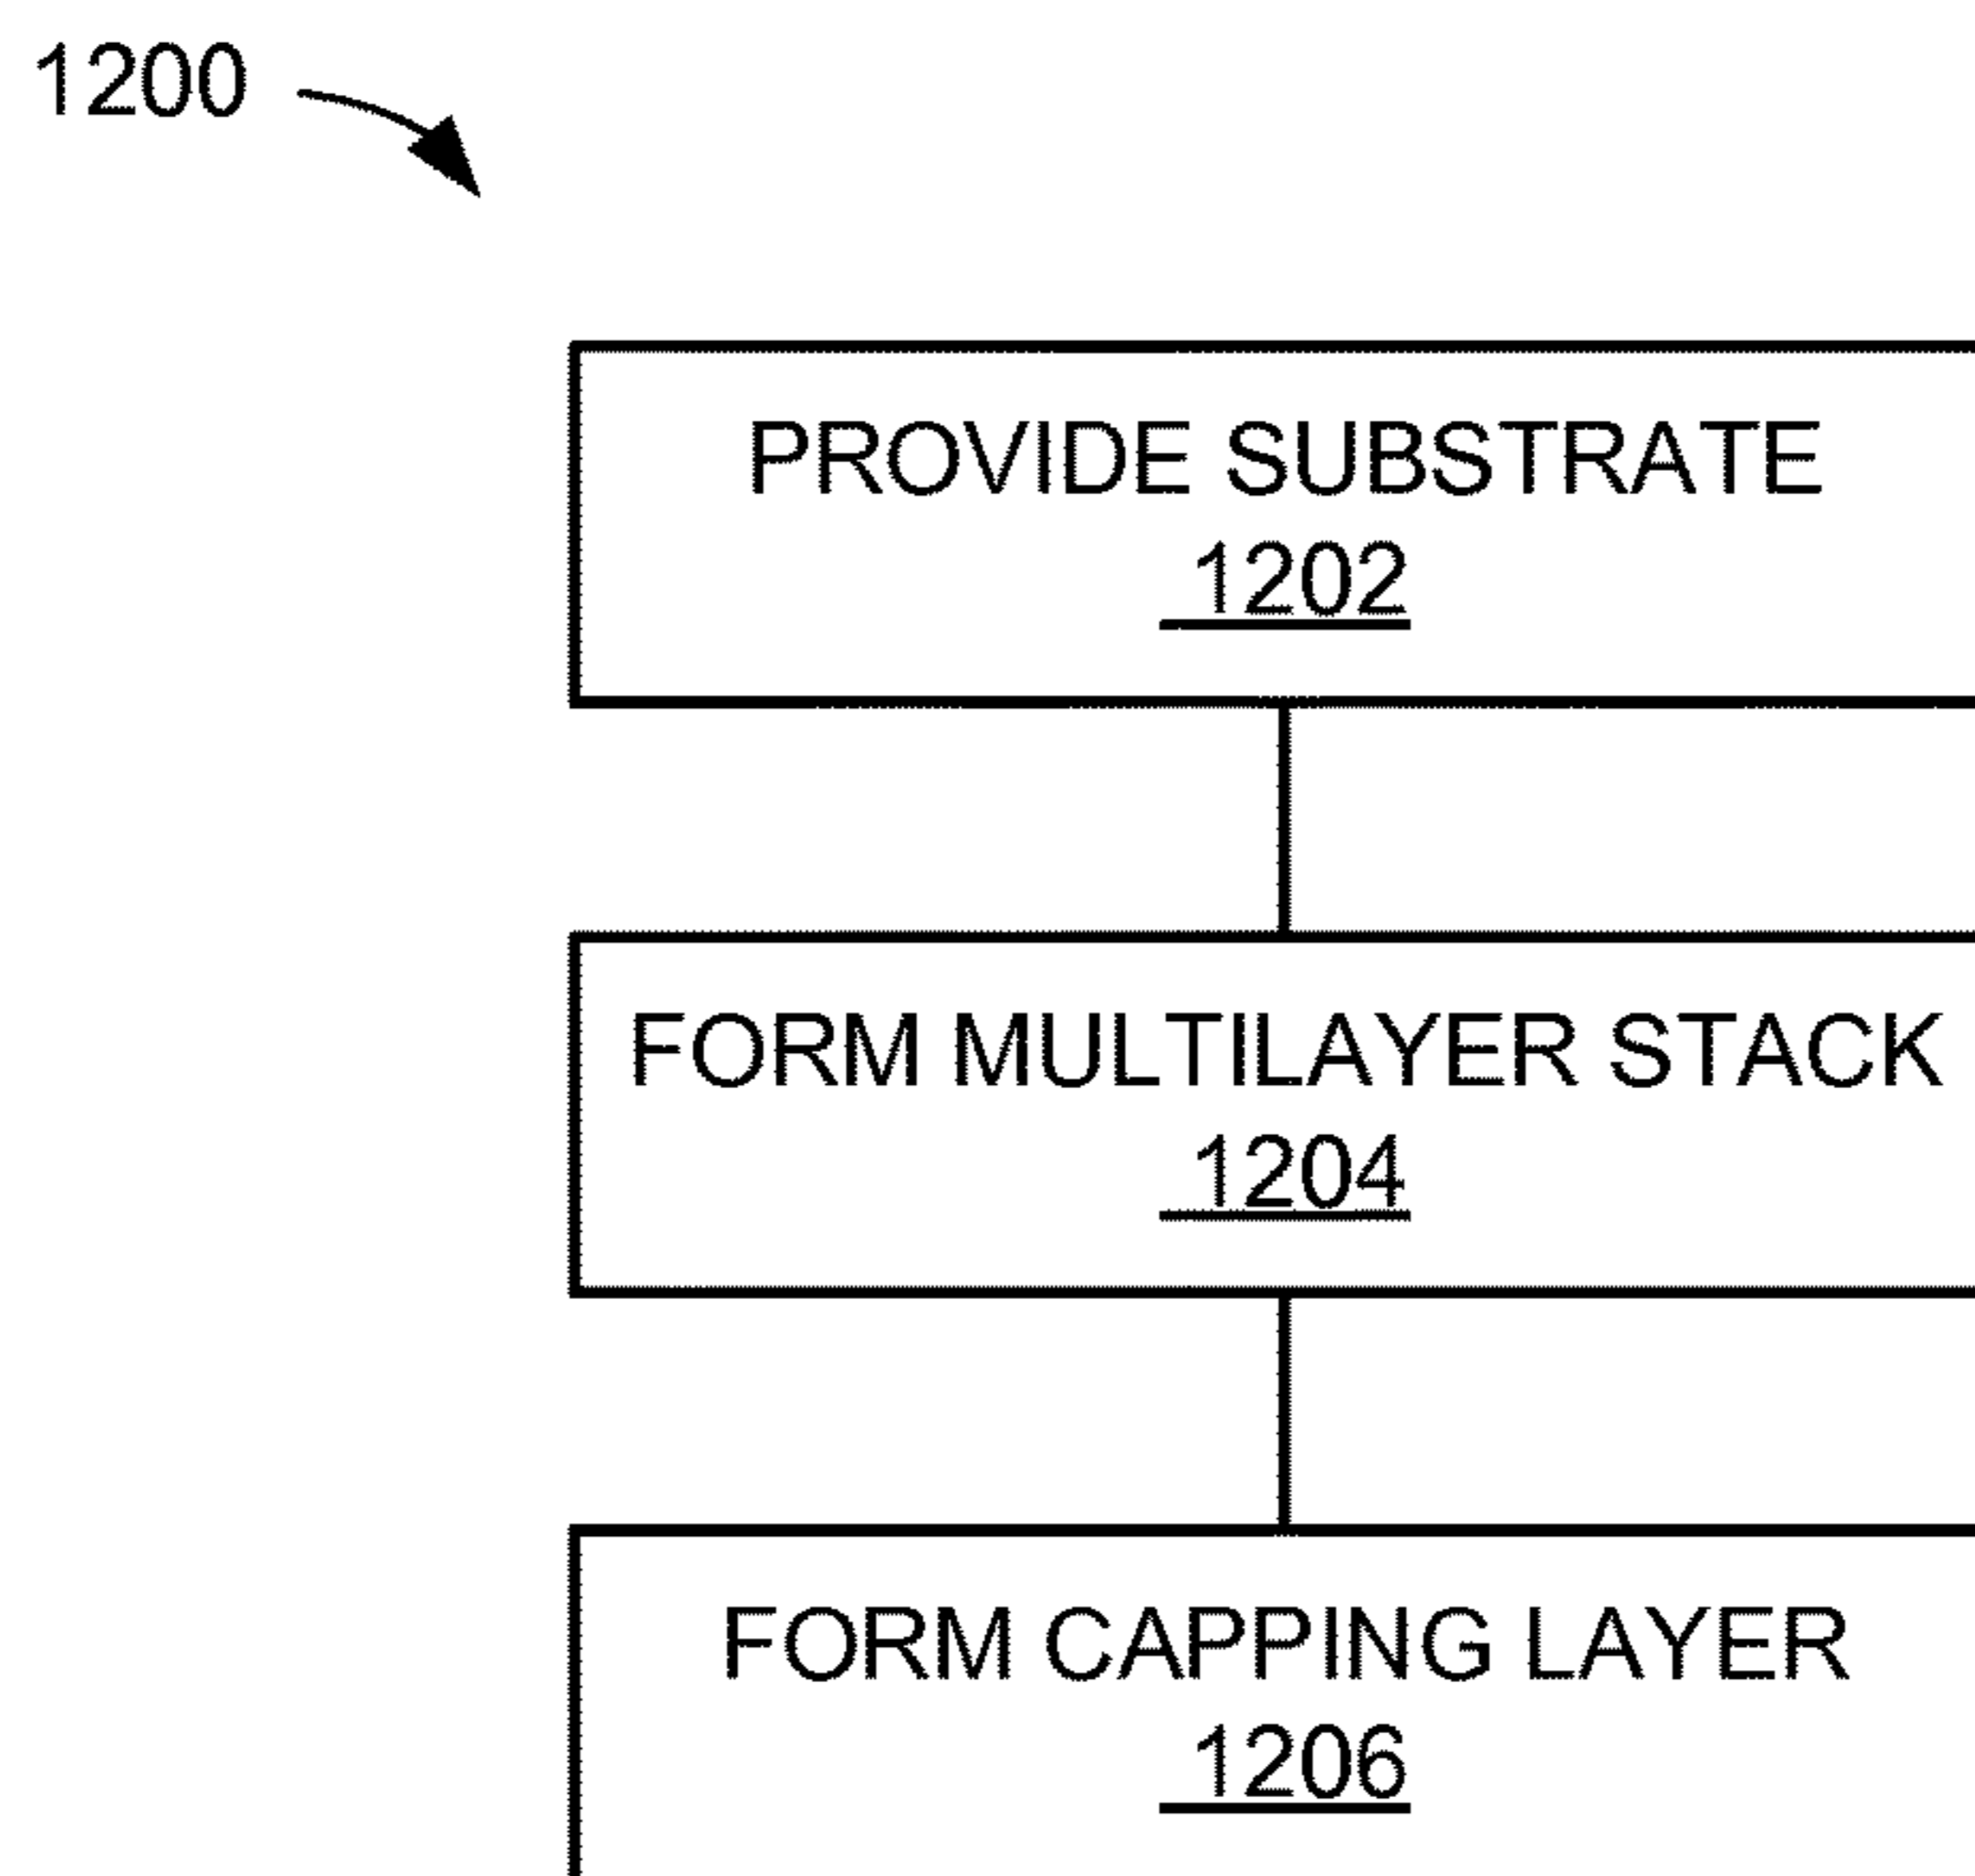 1200
PROVIDE SUBSTRATE
1202
FORM MULTILAYER STACK
1204
FORM CAPPING LAYER
1206